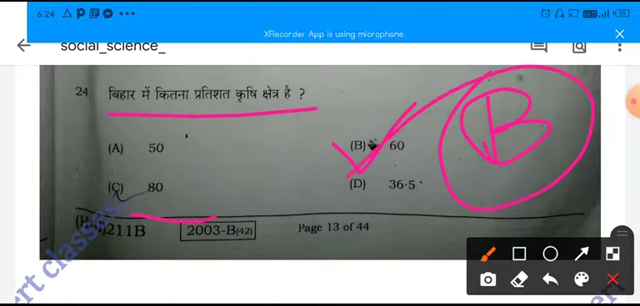 6:24
XRecorder App is using microphone
social_science_
24. बिहार में कितना प्रतिशत कृषि क्षेत्र है ?
(A) 50
(B) 60
(C) 80
(D) 36·5
B
211B 2003-B(42) Page 13 of 44
classes